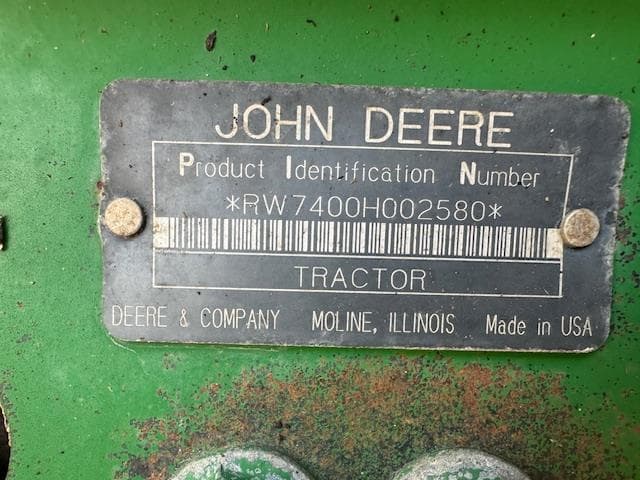 JOHN DEERE
Product Identification Number
*RW7400H002580*
TRACTOR
DEERE & COMPANY MOLINE, ILLINOIS Made in USA